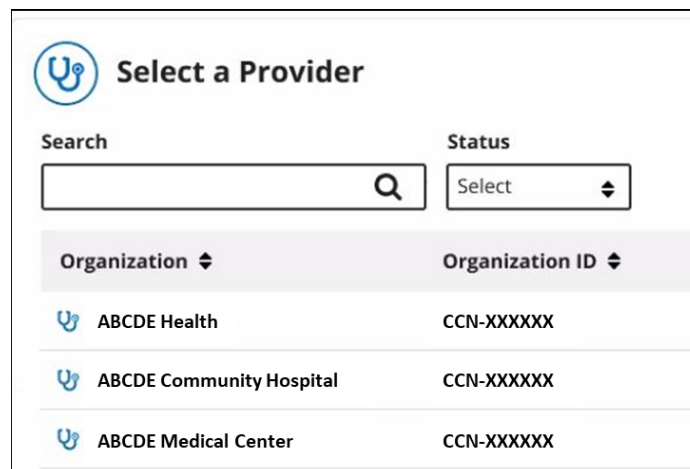 Select a Provider
Search Status
Select
Organization Organization ID
ABCDE Health CCN-XXXXXX
ABCDE Community Hospital CCN-XXXXXX
ABCDE Medical Center CCN-XXXXXX